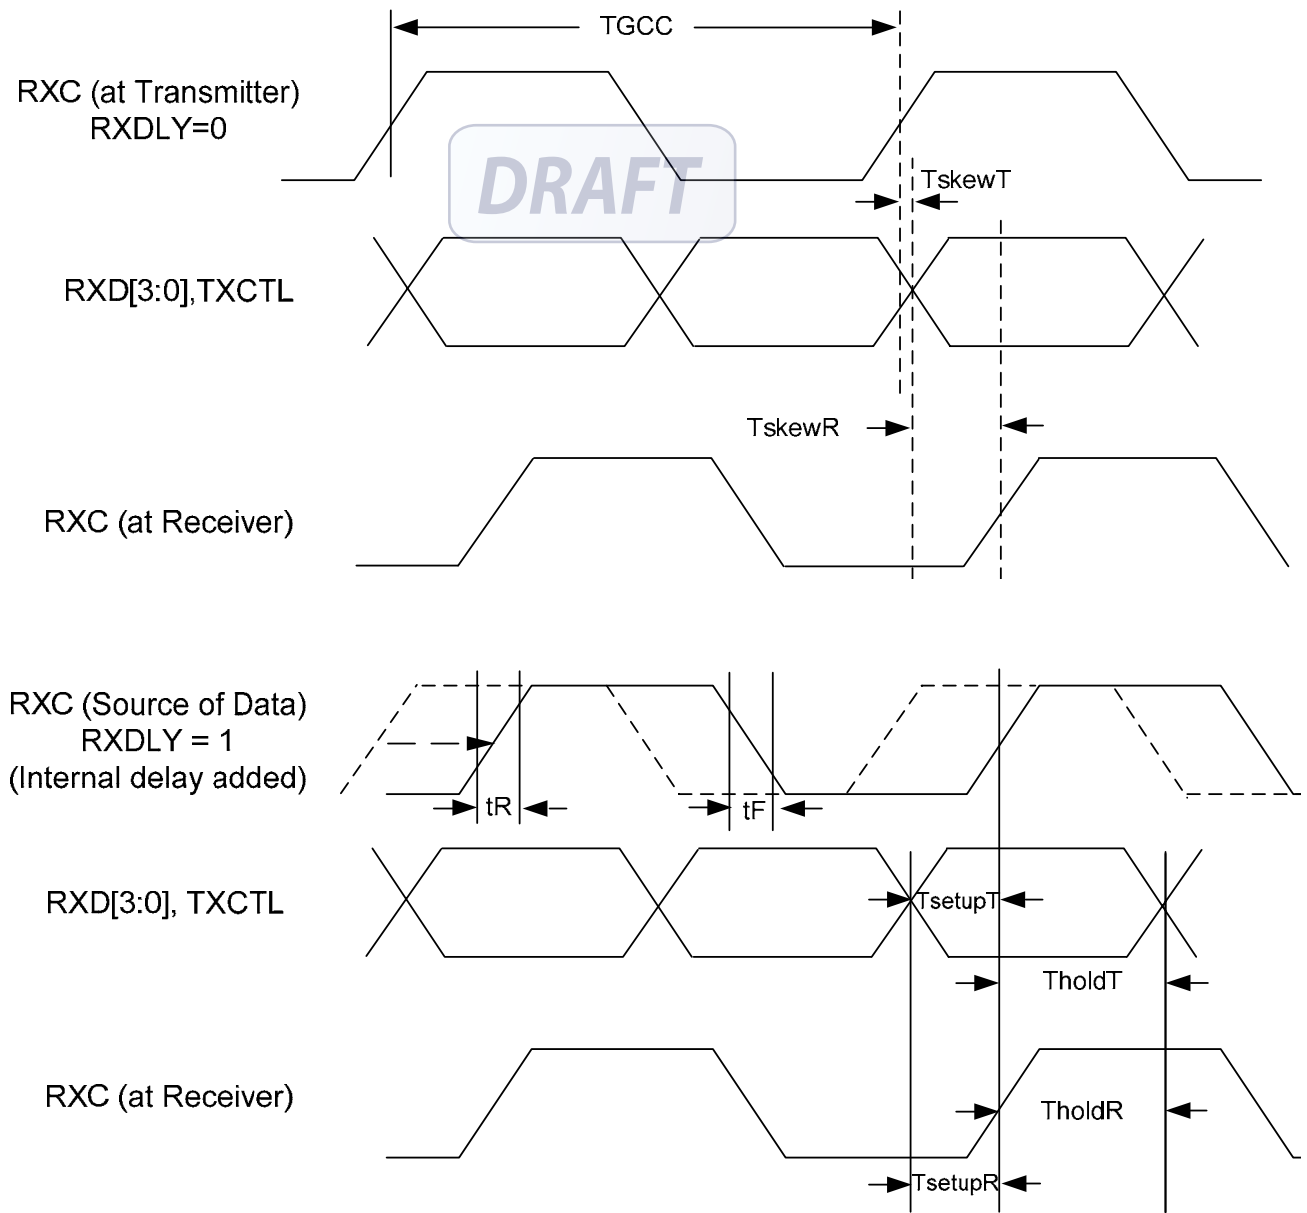 TGCC
RXC (at Transmitter)
RXDLY=0
DRAFT
TskewT
RXD[3:0],TXCTL
TskewR
RXC (at Receiver)
RXC (Source of Data)
RXDLY = 1
(Internal delay added)
tR
tF
RXD[3:0], TXCTL
TsetupT
TholdT
RXC (at Receiver)
TholdR
TsetupR